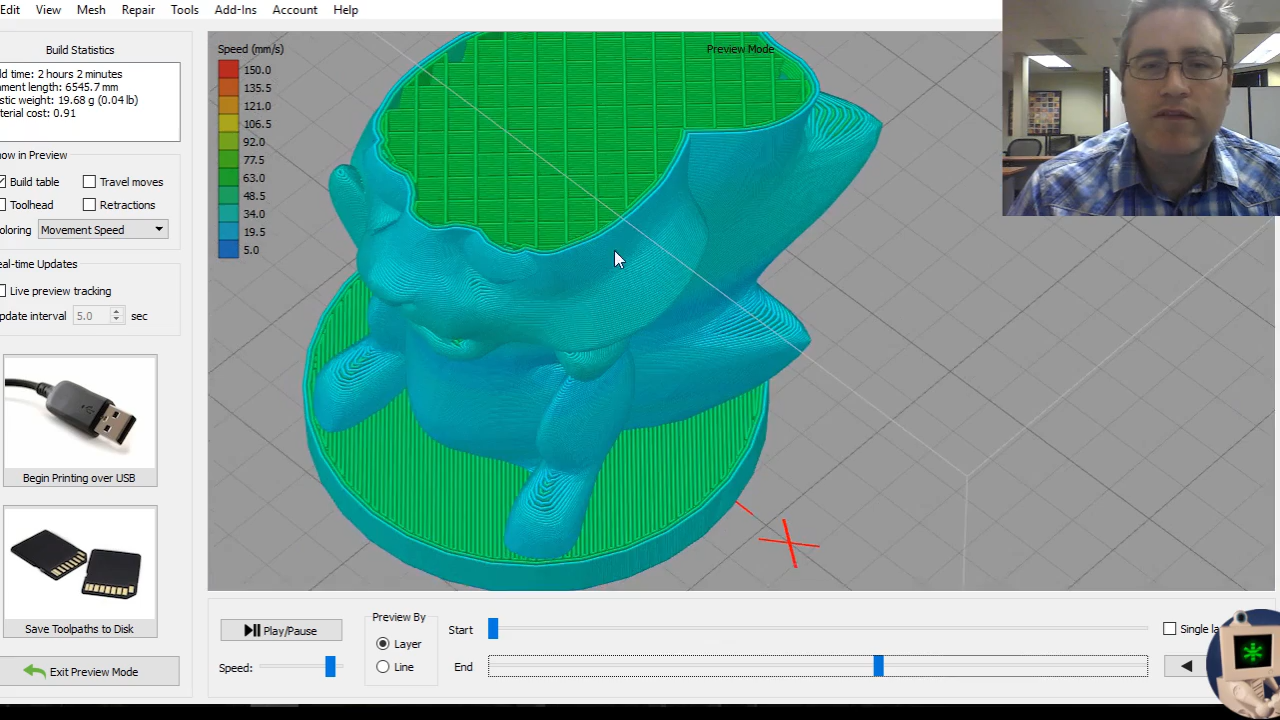 Edit View Mesh Repair Tools Add-Ins Account Help
Build Statistics
ld time: 2 hours 2 minutes
ament length: 6545.7 mm
astic weight: 19.68 g (0.04 lb)
aterial cost: 0.91
how in Preview
Build table
Travel moves
Toolhead
Retractions
oloring
Movement Speed
eal-time Updates
Live preview tracking
pdate interval 5.0 sec
Begin Printing over USB
Save Toolpaths to Disk
Exit Preview Mode
Speed (mm/s)
150.0
135.5
121.0
106.5
92.0
77.5
63.0
48.5
34.0
19.5
5.0
Preview Mode
Play/Pause
Speed:
Preview By
Layer
Line
Start
End
Single la